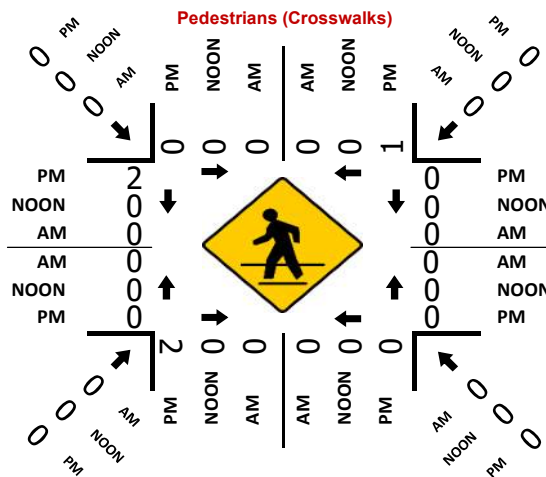 Pedestrians (Crosswalks)
PM NOON AM
0 0 0
PM NOON AM AM NOON PM
0 0 0 0 0 1
PM NOON AM
0 0 0
PM 2 0 PM
NOON 0 0 NOON
AM 0 0 AM
AM 0 0 AM
NOON 0 0 NOON
PM 0 0 PM
2 0 0 0 0 0
PM NOON AM AM NOON PM
0 0 0
AM NOON PM
0 0 0
AM NOON PM